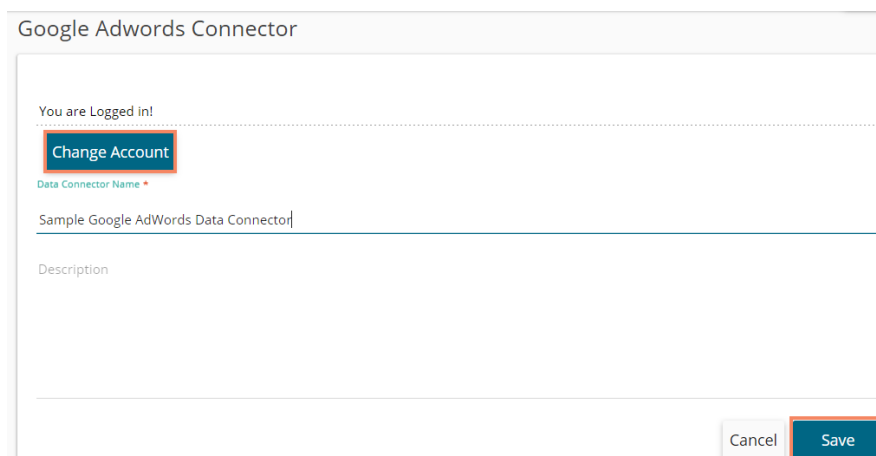 Google Adwords Connector
You are Logged in!
Change Account
Data Connector Name *
Sample Google AdWords Data Connector
Description
Cancel Save